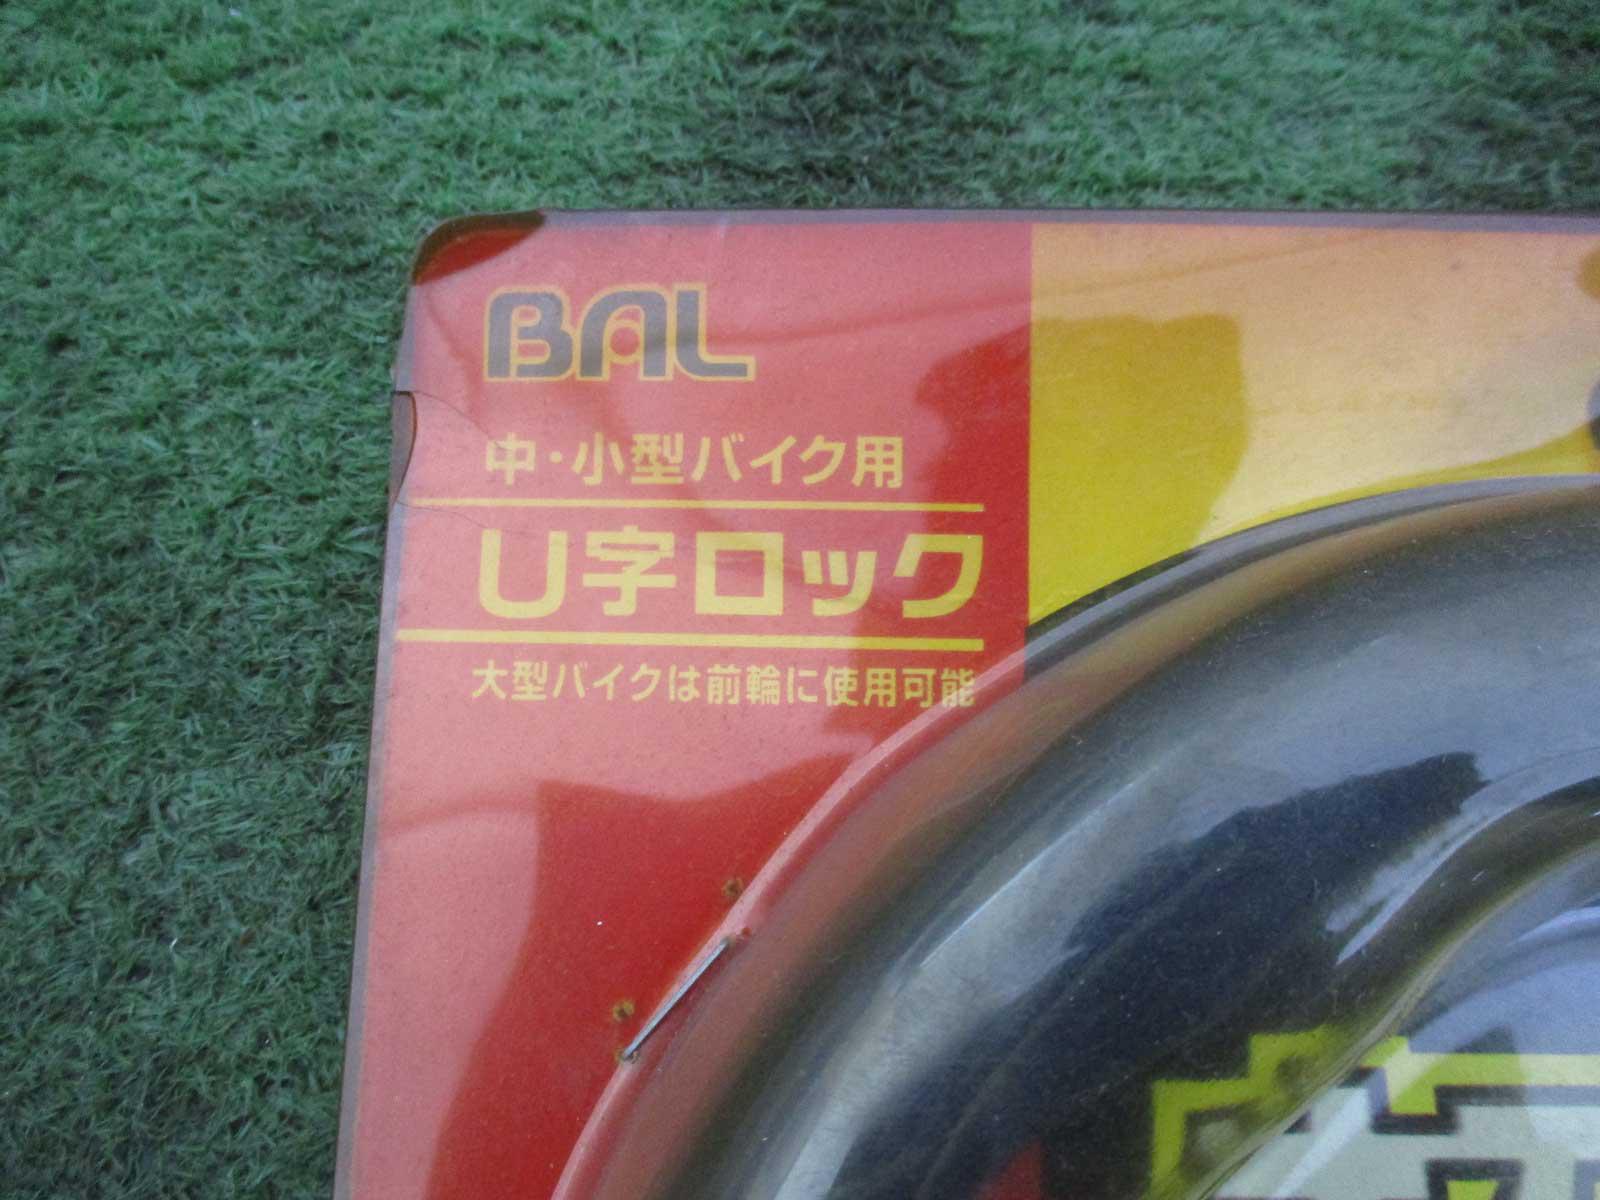 BAL
中・小型バイク用
U字ロック
大型バイクは前輪に使用可能